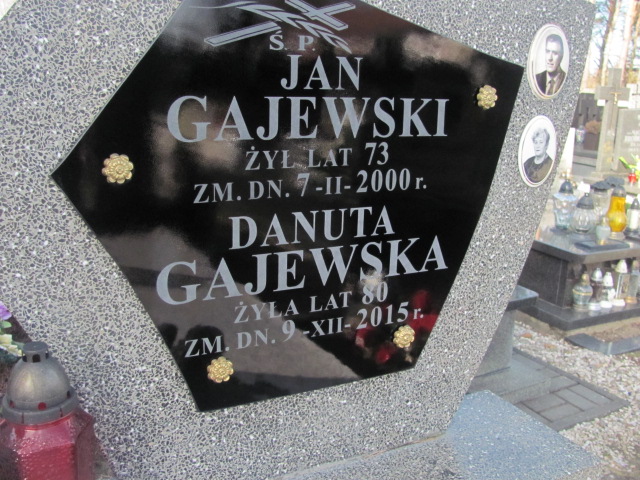 Ś. P.
JAN
GAJEWSKI
ŻYŁ LAT 73
ZM. DN. 7-II-2000 r.
DANUTA
GAJEWSKA
ŻYŁA LAT 80
ZM. DN. 9-XII-2015 r.